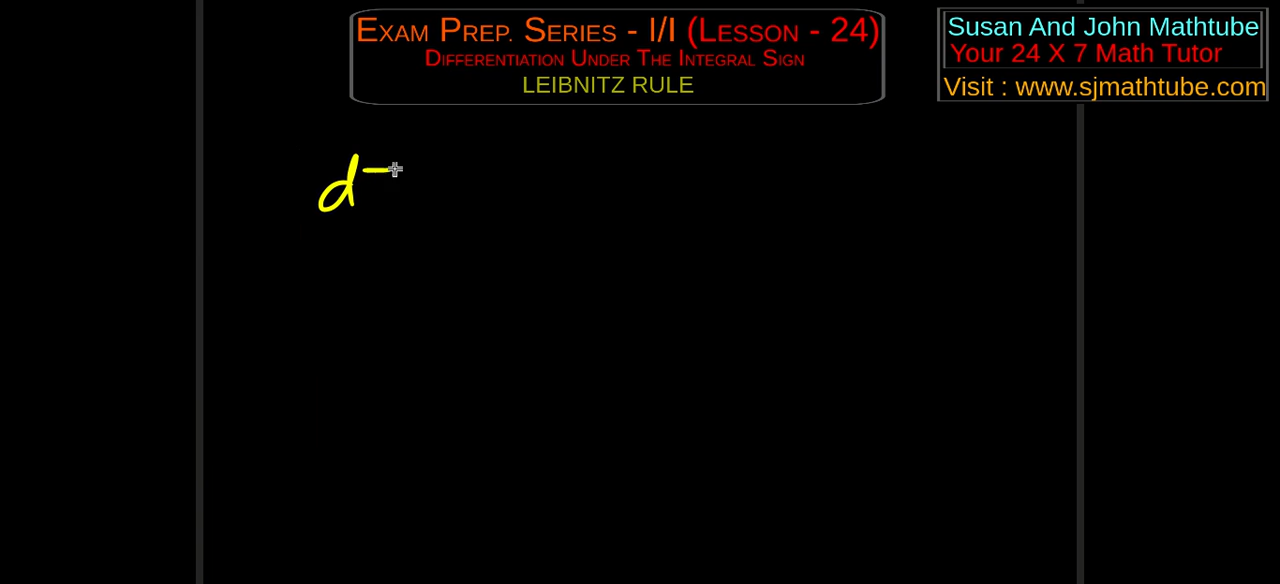 Exam Prep. Series - I/I (Lesson - 24)
Differentiation Under The Integral Sign
LEIBNITZ RULE
Susan And John Mathtube
Your 24 X 7 Math Tutor
Visit : www.sjmathtube.com
d-